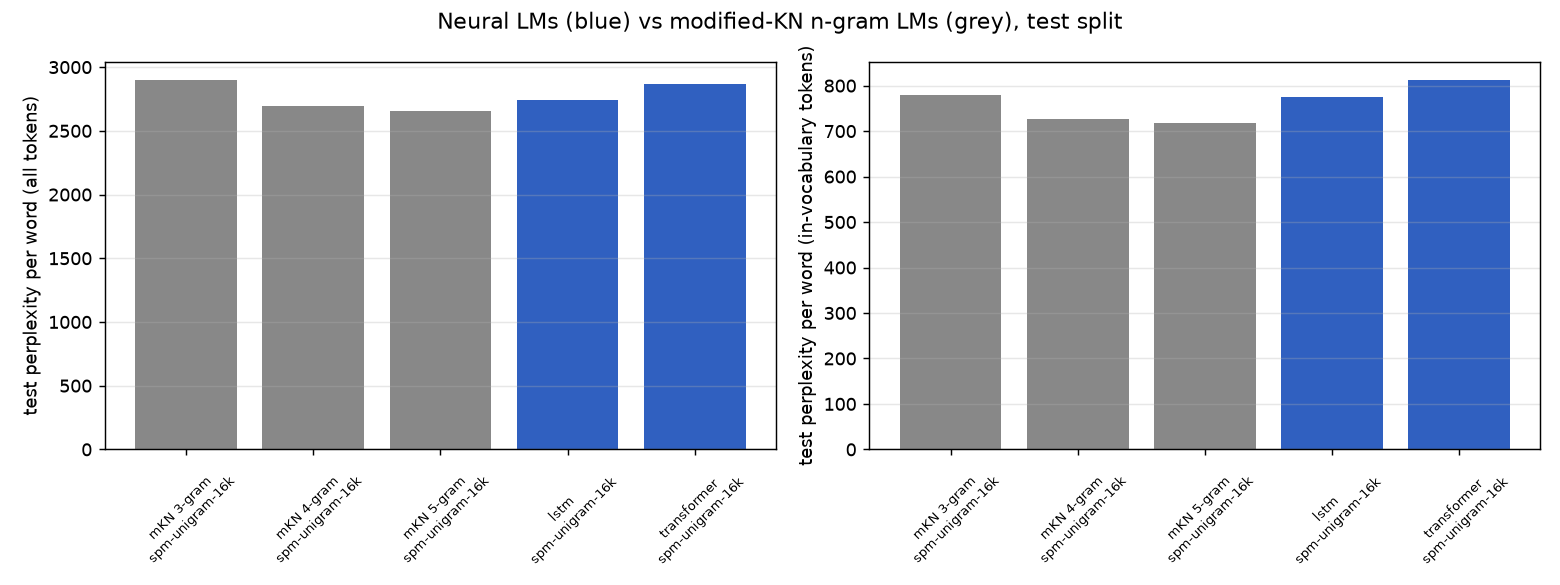 Neural LMs (blue) vs modified-KN n-gram LMs (grey), test split
test perplexity per word (all tokens)
3000
2500
2000
1500
1000
500
0
mKN 3-gram
spm-unigram-16k
mKN 4-gram
spm-unigram-16k
mKN 5-gram
spm-unigram-16k
lstm
spm-unigram-16k
transformer
spm-unigram-16k
test perplexity per word (in-vocabulary tokens)
800
700
600
500
400
300
200
100
0
mKN 3-gram
spm-unigram-16k
mKN 4-gram
spm-unigram-16k
mKN 5-gram
spm-unigram-16k
lstm
spm-unigram-16k
transformer
spm-unigram-16k